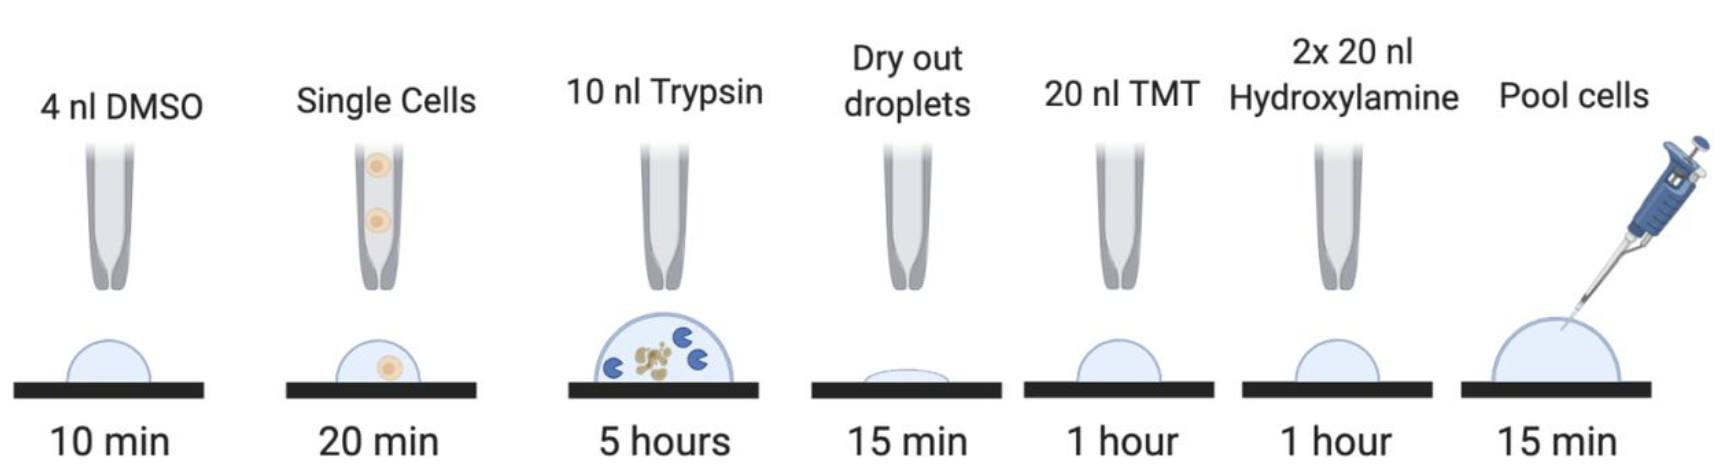 4 nl DMSO
Single Cells
10 nl Trypsin
Dry out
droplets
20 nl TMT
2x 20 nl
Hydroxylamine
Pool cells
10 min
20 min
5 hours
15 min
1 hour
1 hour
15 min